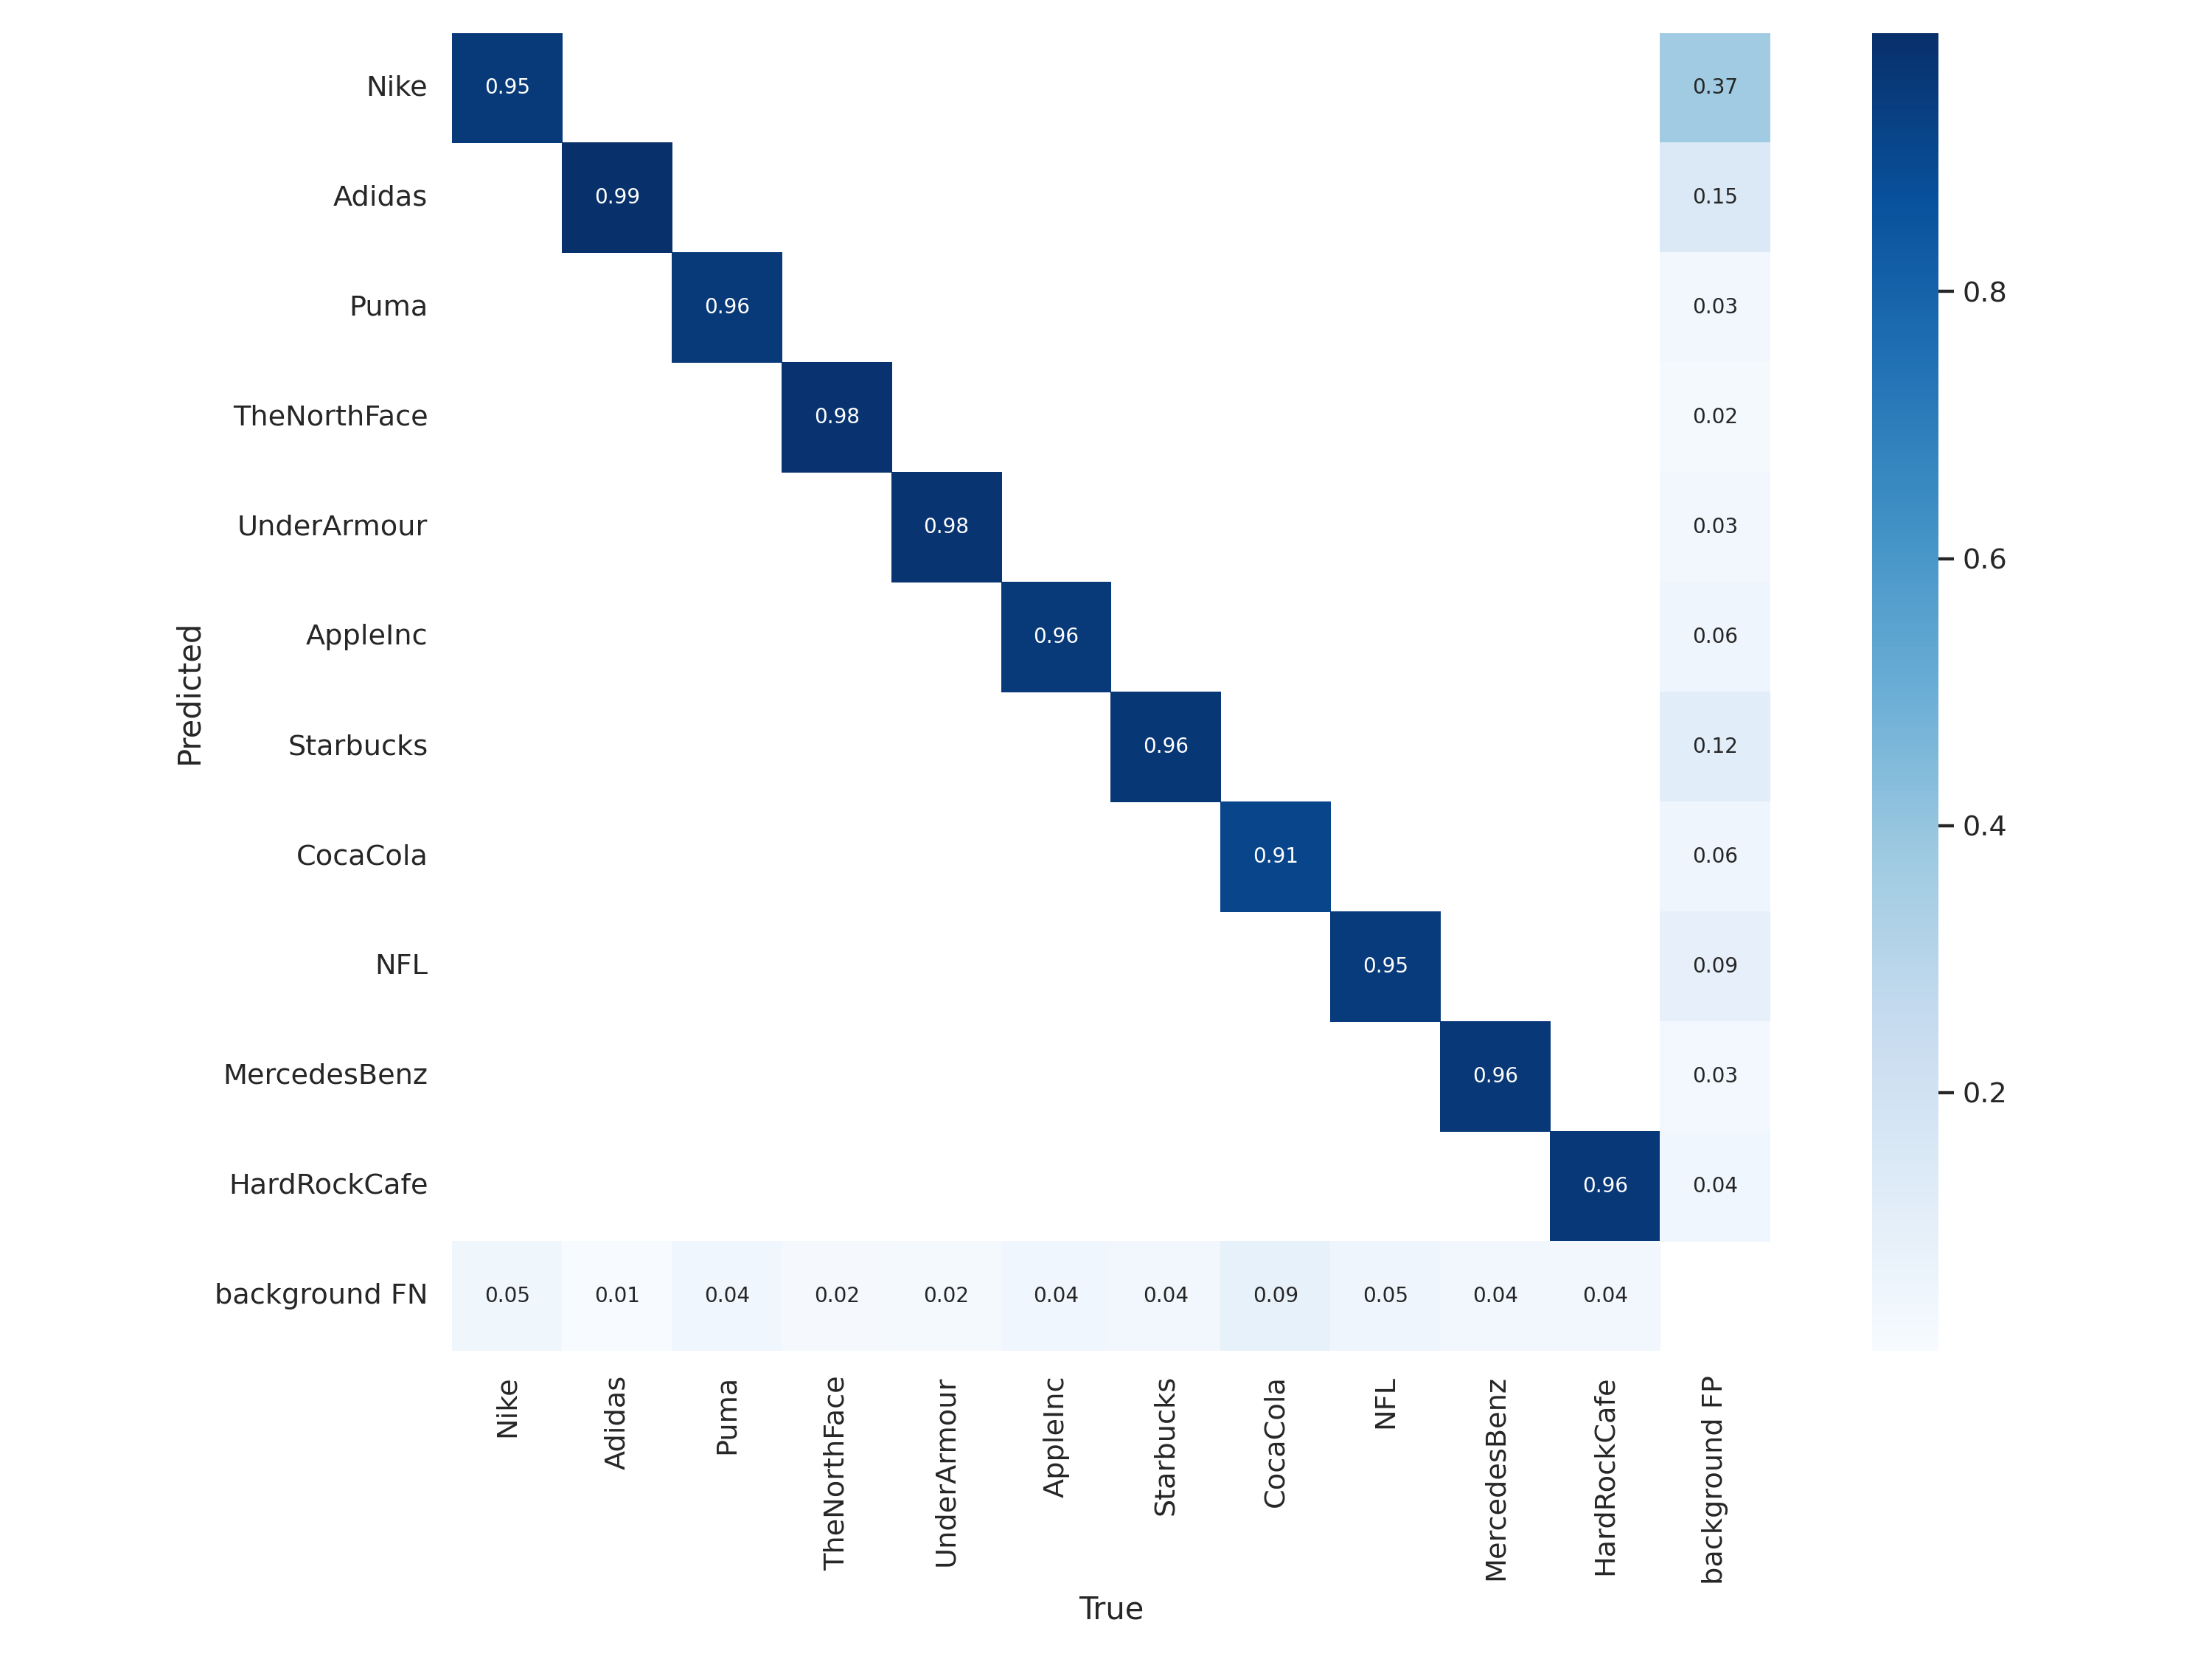 Nike 0.95 0.37
Adidas 0.99 0.15
Puma 0.96 0.03
0.8
TheNorthFace 0.98 0.02
UnderArmour 0.98 0.03
0.6
AppleInc 0.96 0.06
Predicted
Starbucks 0.96 0.12
0.4
CocaCola 0.91 0.06
NFL 0.95 0.09
MercedesBenz 0.96 0.03
0.2
HardRockCafe 0.96 0.04
background FN 0.05 0.01 0.04 0.02 0.02 0.04 0.04 0.09 0.05 0.04 0.04
Nike
Adidas
Puma
TheNorthFace
UnderArmour
AppleInc
Starbucks
CocaCola
NFL
MercedesBenz
HardRockCafe
background FP
True